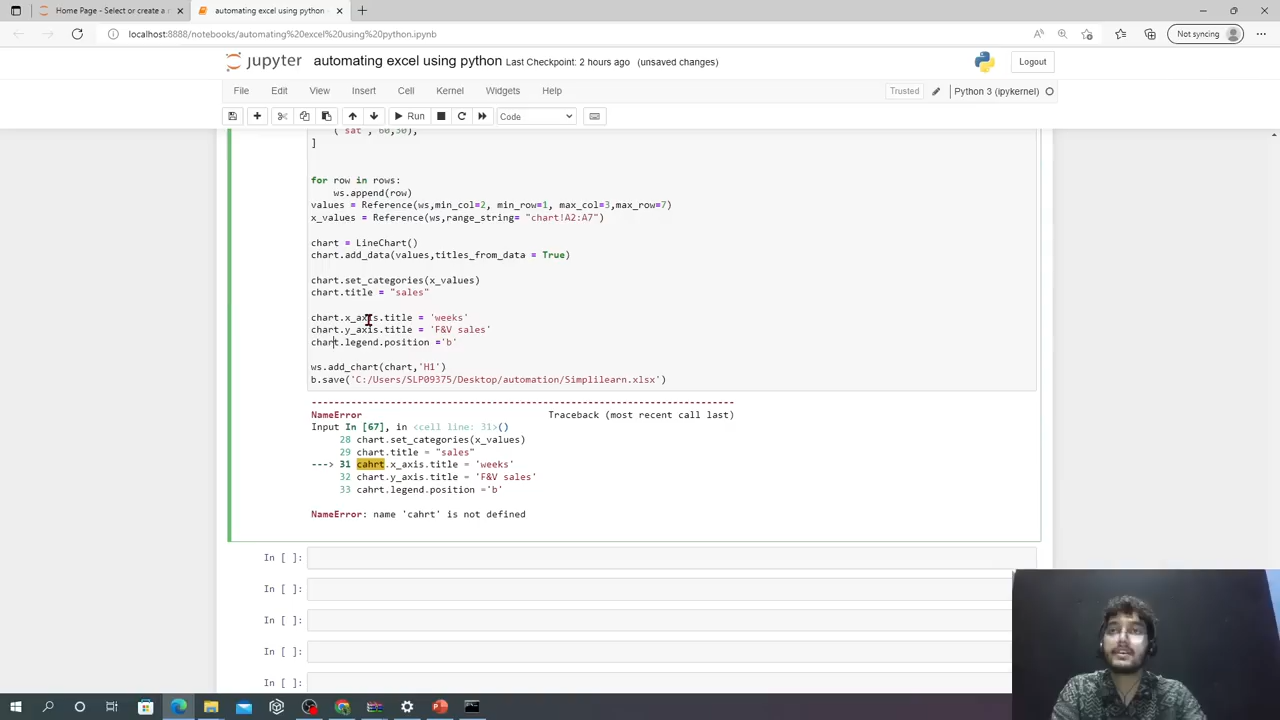 Home Page - Select or create a n
automating excel using python -
localhost:8888/notebooks/automating%20excel%20using%20python.ipynb
Not syncing
jupyter automating excel using python Last Checkpoint: 2 hours ago (unsaved changes)
Logout
File Edit View Insert Cell Kernel Widgets Help
Trusted
Python 3 (ipykernel)
Run
Code
('sat', 60,50),
]
for row in rows:
ws.append(row)
values = Reference(ws,min_col=2, min_row=1, max_col=3,max_row=7)
x_values = Reference(ws,range_string= "chart!A2:A7")
chart = LineChart()
chart.add_data(values,titles_from_data = True)
chart.set_categories(x_values)
chart.title = "sales"
chart.x_axis.title = 'weeks'
chart.y_axis.title = 'F&V sales'
chart.legend.position ='b'
ws.add_chart(chart,'H1')
b.save('C:/Users/SLP09375/Desktop/automation/Simplilearn.xlsx')
---------------------------------------------------------------------------
NameError Traceback (most recent call last)
Input In [67], in <cell line: 31>()
28 chart.set_categories(x_values)
29 chart.title = "sales"
---> 31 cahrt.x_axis.title = 'weeks'
32 chart.y_axis.title = 'F&V sales'
33 cahrt.legend.position ='b'
NameError: name 'cahrt' is not defined
In [ ]:
In [ ]:
In [ ]:
In [ ]:
In [ ]: